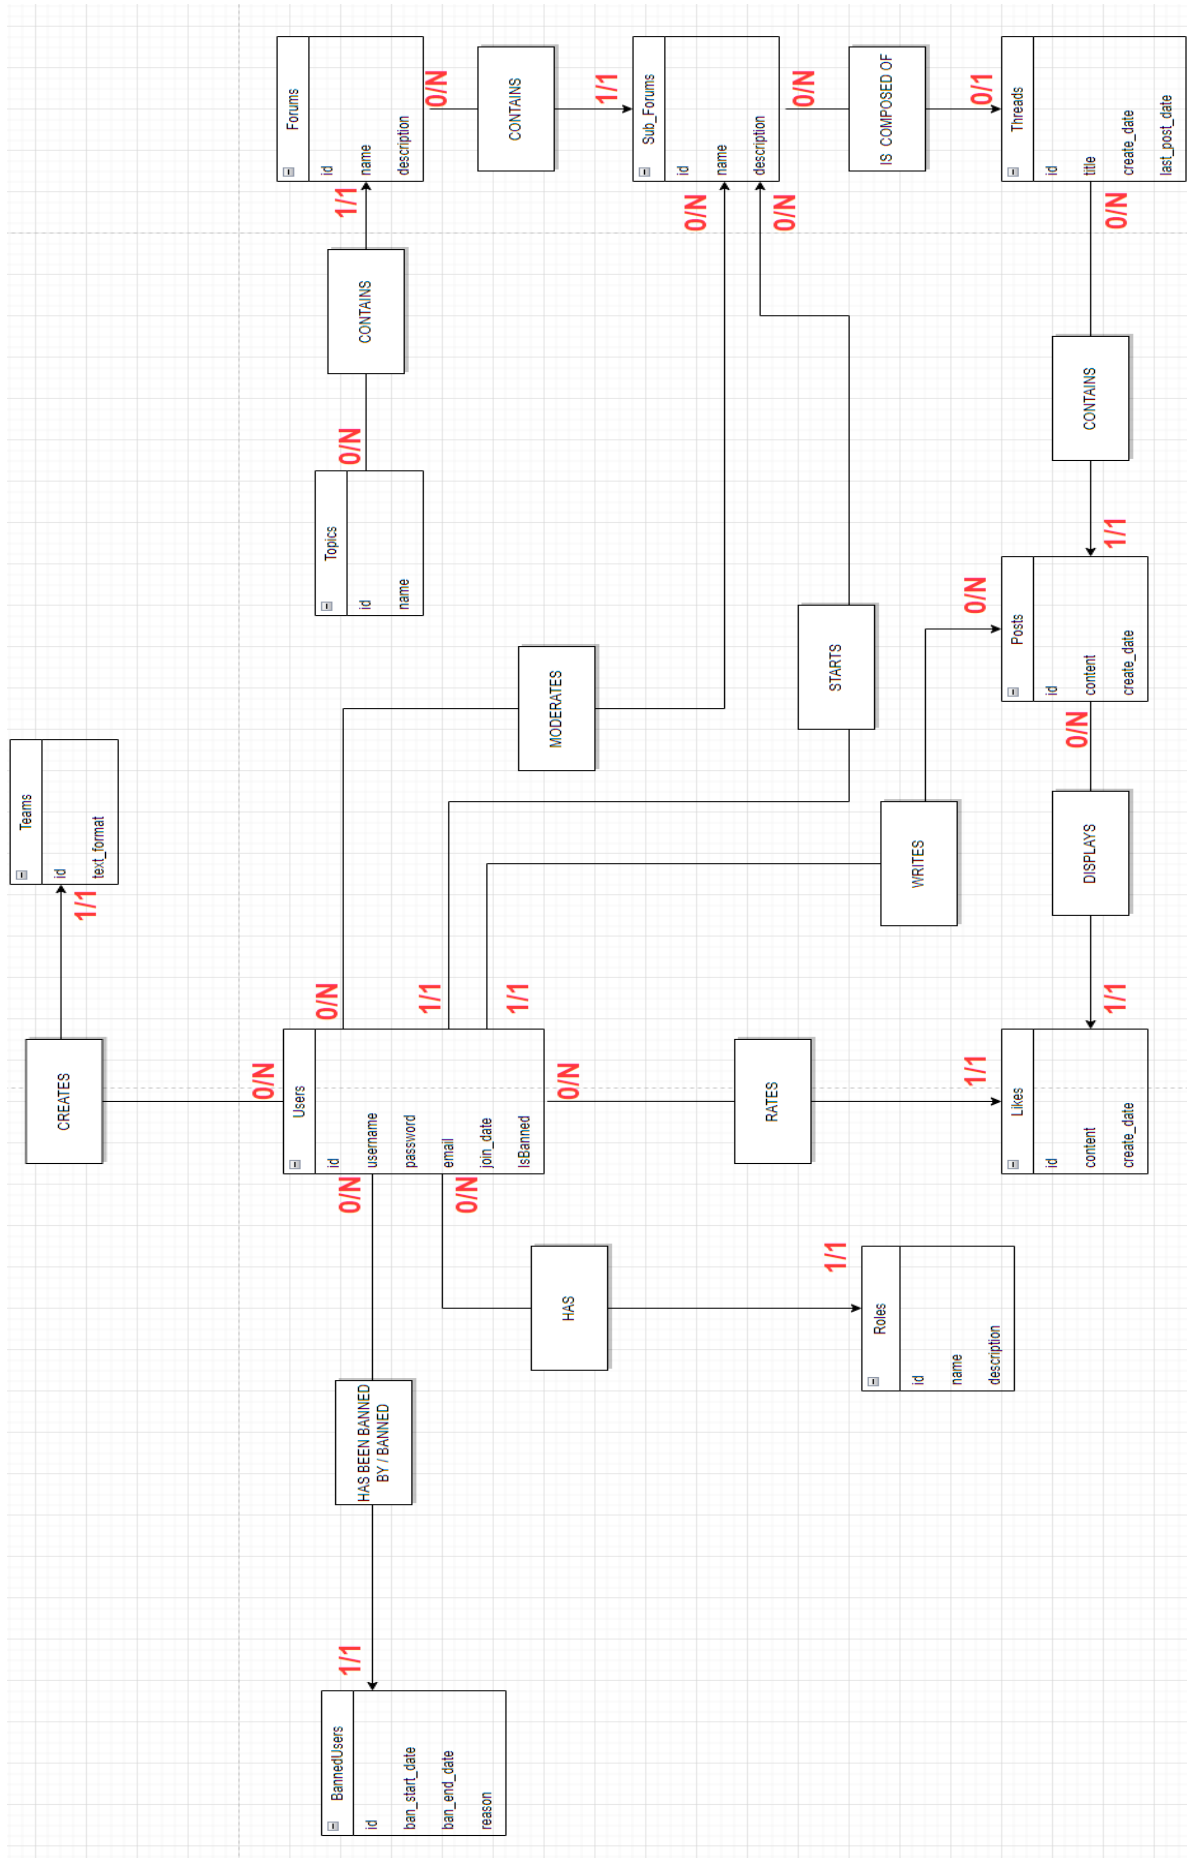 CREATES
1/1
Teams
id
text_format
0/N
BannedUsers
id
ban_start_date
ban_end_date
reason
1/1
HAS BEEN BANNED
BY / BANNED
0/N
Users
id
username
password
email
join_date
IsBanned
0/N
0/N
1/1
1/1
0/N
0/N
Topics
id
name
0/N
CONTAINS
1/1
Forums
id
name
description
0/N
CONTAINS
1/1
HAS
MODERATES
Sub_Forums
id
name
description
0/N
0/N
0/N
RATES
STARTS
IS COMPOSED OF
1/1
Roles
id
name
description
WRITES
1/1
0/N
0/1
Likes
id
content
create_date
1/1
DISPLAYS
0/N
Posts
id
content
create_date
1/1
CONTAINS
0/N
Threads
id
title
create_date
last_post_date